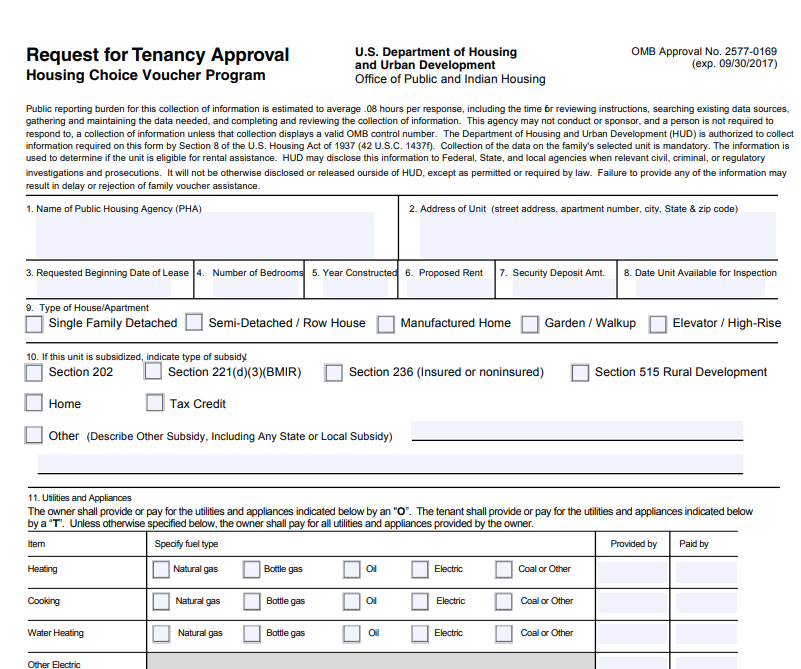 Request for Tenancy Approval
Housing Choice Voucher Program
U.S. Department of Housing
and Urban Development
Office of Public and Indian Housing
OMB Approval No. 2577-0169
(exp. 09/30/2017)
Public reporting burden for this collection of information is estimated to average .08 hours per response, including the time for reviewing instructions, searching existing data sources,
gathering and maintaining the data needed, and completing and reviewing the collection of information. This agency may not conduct or sponsor, and a person is not required to
respond to, a collection of information unless that collection displays a valid OMB control number. The Department of Housing and Urban Development (HUD) is authorized to collect
information required on this form by Section 8 of the U.S. Housing Act of 1937 (42 U.S.C. 1437f). Collection of the data on the family's selected unit is mandatory. The information is
used to determine if the unit is eligible for rental assistance. HUD may disclose this information to Federal, State, and local agencies when relevant civil, criminal, or regulatory
investigations and prosecutions. It will not be otherwise disclosed or released ourside of HUD, except as permitted or required by law. Failure to provide any of the information may
result in delay or rejection of family voucher assistance.
1. Name of Public Housing Agency (PHA)
2. Address of Unit (street address, apartment number, city, State & zip code)
3. Requested Beginning Date of Lease
4. Number of Bedrooms
5. Year Constructed
6. Proposed Rent
7. Security Deposit Amt.
8. Date Unit Available for Inspection
9. Type of House/Apartment
Single Family Detached
Semi-Detached / Row House
Manufactured Home
Garden / Walkup
Elevator / High-Rise
10. If this unit is subsidized, indicate type of subsidy:
Section 202
Section 221(d)(3)(BMIR)
Section 236 (Insured or noninsured)
Section 515 Rural Development
Home
Tax Credit
Other (Describe Other Subsidy, Including Any State or Local Subsidy)
11. Utilities and Appliances
The owner shall provide or pay for the utilities and appliances indicated below by an "O". The tenant shall provide or pay for the utilities and appliances indicated below
by a "T". Unless otherwise specified below, the owner shall pay for all utilities and appliances provided by the owner.
Item
Specify fuel type
Provided by
Paid by
Heating
Natural gas
Bottle gas
Oil
Electric
Coal or Other
Cooking
Natural gas
Bottle gas
Oil
Electric
Coal or Other
Water Heating
Natural gas
Bottle gas
Oil
Electric
Coal or Other
Other Electric